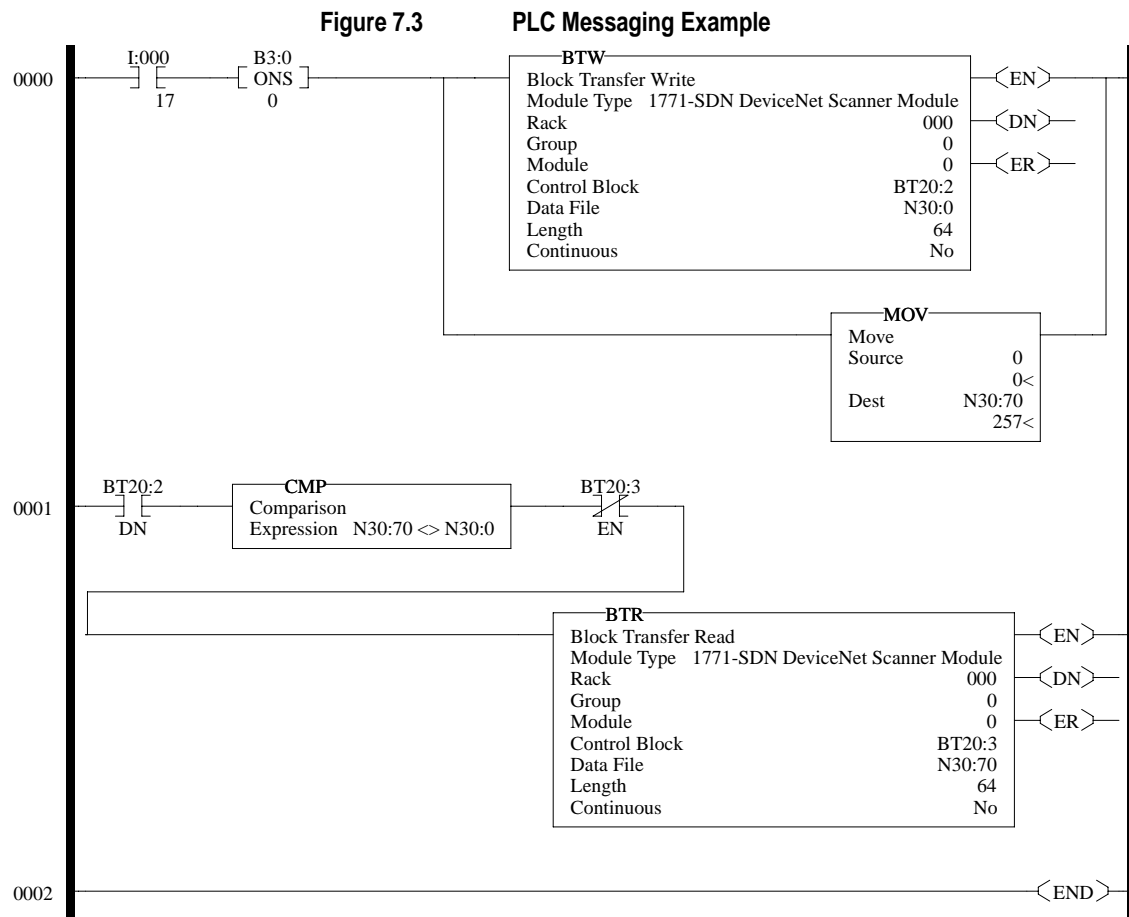 Figure 7.3 PLC Messaging Example
I:000 B3:0 BTW
0000 ONS Block Transfer Write EN
17 0 Module Type 1771-SDN DeviceNet Scanner Module
Rack 000 DN
Group 0
Module 0 ER
Control Block BT20:2
Data File N30:0
Length 64
Continuous No
MOV
Move
Source 0
0<
Dest N30:70
257<
BT20:2 CMP BT20:3
0001 Comparison
DN Expression N30:70 <> N30:0 EN
BTR
Block Transfer Read EN
Module Type 1771-SDN DeviceNet Scanner Module
Rack 000 DN
Group 0
Module 0 ER
Control Block BT20:3
Data File N30:70
Length 64
Continuous No
0002 END